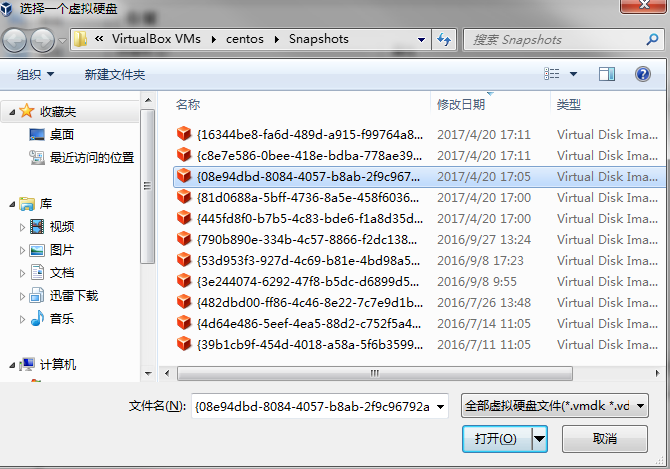 选择一个虚拟硬盘
« VirtualBox VMs centos Snapshots
搜索 Snapshots
组织 新建文件夹
收藏夹
桌面
最近访问的位置
库
视频
图片
文档
迅雷下载
音乐
计算机
名称 修改日期 类型
{16344be8-fa6d-489d-a915-f99764a8... 2017/4/20 17:11 Virtual Disk Ima...
{c8e7e586-0bee-418e-bdba-778ae39... 2017/4/20 17:11 Virtual Disk Ima...
{08e94dbd-8084-4057-b8ab-2f9c967... 2017/4/20 17:05 Virtual Disk Ima...
{81d0688a-5bff-4736-8a5e-458f6036... 2017/4/20 17:00 Virtual Disk Ima...
{445fd8f0-b7b5-4c83-bde6-f1a8d35d... 2017/4/20 17:00 Virtual Disk Ima...
{790b890e-334b-4c57-8866-f2dc138... 2016/9/27 13:24 Virtual Disk Ima...
{53d953f3-927d-4c69-b81e-4bd98a5... 2016/9/8 17:23 Virtual Disk Ima...
{3e244074-6292-47f8-b5dc-d6899d5... 2016/9/8 9:55 Virtual Disk Ima...
{482dbd00-ff86-4c46-8e22-7c7e9d1b... 2016/7/26 13:48 Virtual Disk Ima...
{4d64e486-5eef-4ea5-88d2-c752f5a4... 2016/7/14 11:05 Virtual Disk Ima...
{39b1cb9f-454d-4018-a58a-5f6b3599... 2016/7/11 11:05 Virtual Disk Ima...
文件名(N): {08e94dbd-8084-4057-b8ab-2f9c96792a 全部虚拟硬盘文件(*.vmdk *.vd
打开(O) 取消